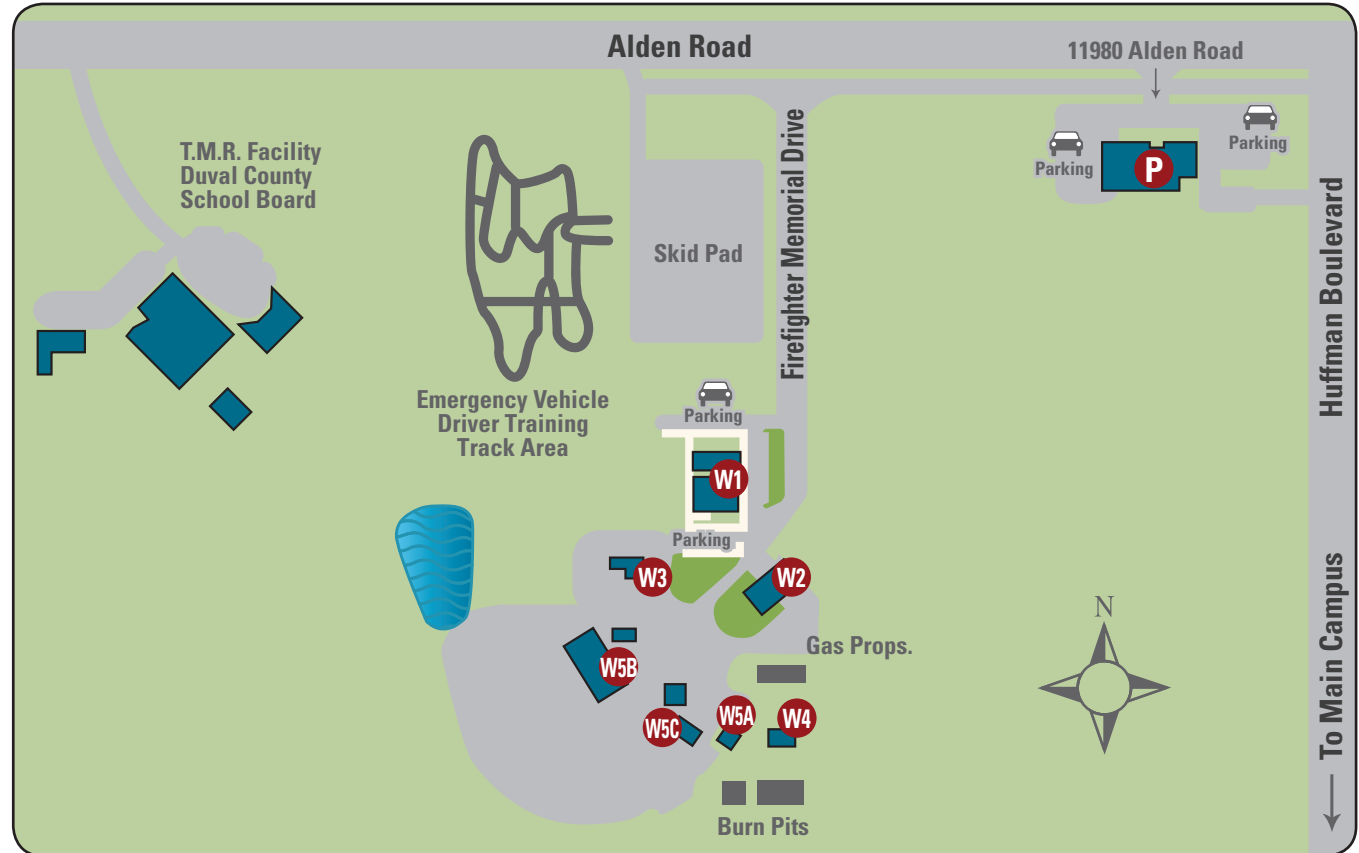 Alden Road
11980 Alden Road
Parking
Parking
P
T.M.R. Facility
Duval County
School Board
Skid Pad
Firefighter Memorial Drive
Huffman Boulevard
Emergency Vehicle
Driver Training
Track Area
Parking
W1
Parking
W3
W2
N
Gas Props.
W5B
W5C
W5A
W4
To Main Campus
Burn Pits